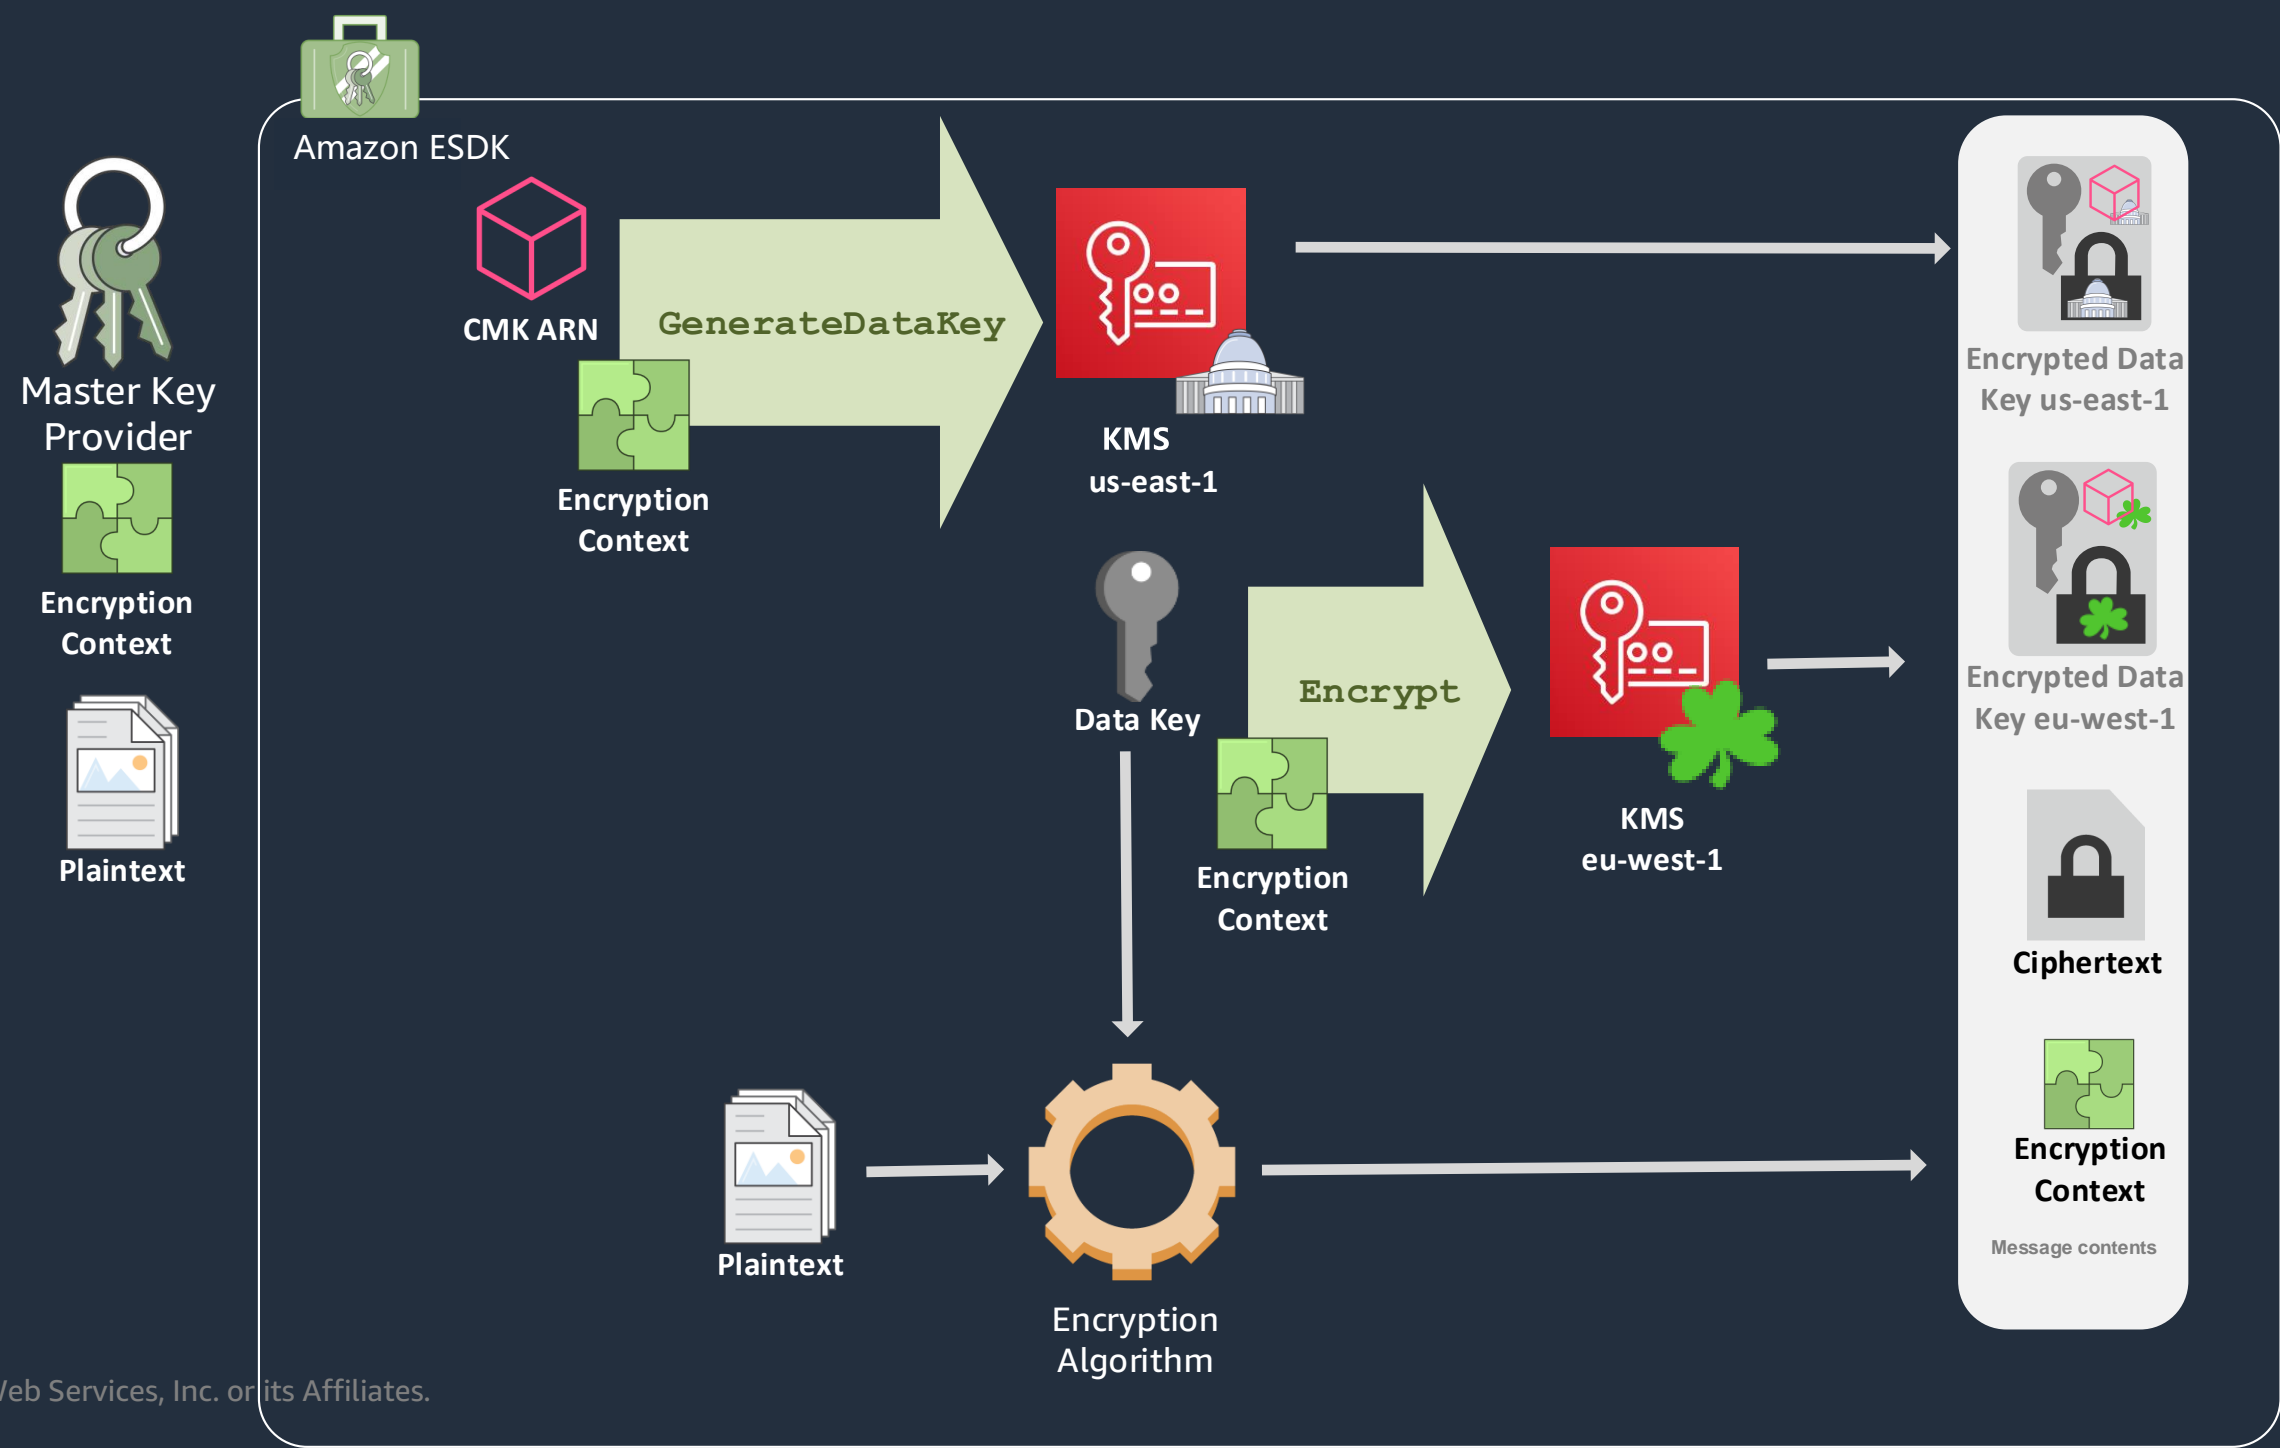 Amazon ESDK
Master Key
Provider
Encryption
Context
Plaintext
CMK ARN
GenerateDataKey
Encryption
Context
KMS
us-east-1
Data Key
Encrypt
Encryption
Context
KMS
eu-west-1
Plaintext
Encryption
Algorithm
Encrypted Data
Key us-east-1
Encrypted Data
Key eu-west-1
Ciphertext
Encryption
Context
Message contents
Services, Inc. or its Affiliates.